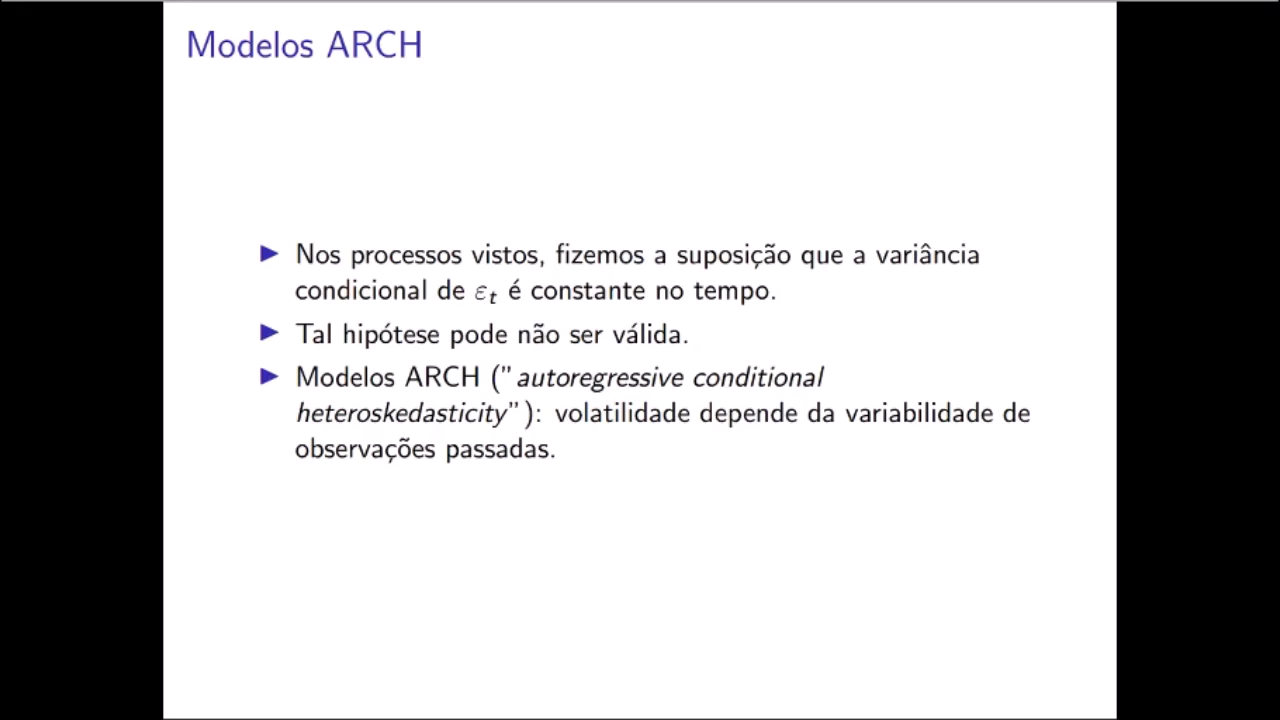 Modelos ARCH
Nos processos vistos, fizemos a suposição que a variância
condicional de εt é constante no tempo.
Tal hipótese pode não ser válida.
Modelos ARCH (”autoregressive conditional
heteroskedasticity”): volatilidade depende da variabilidade de
observações passadas.